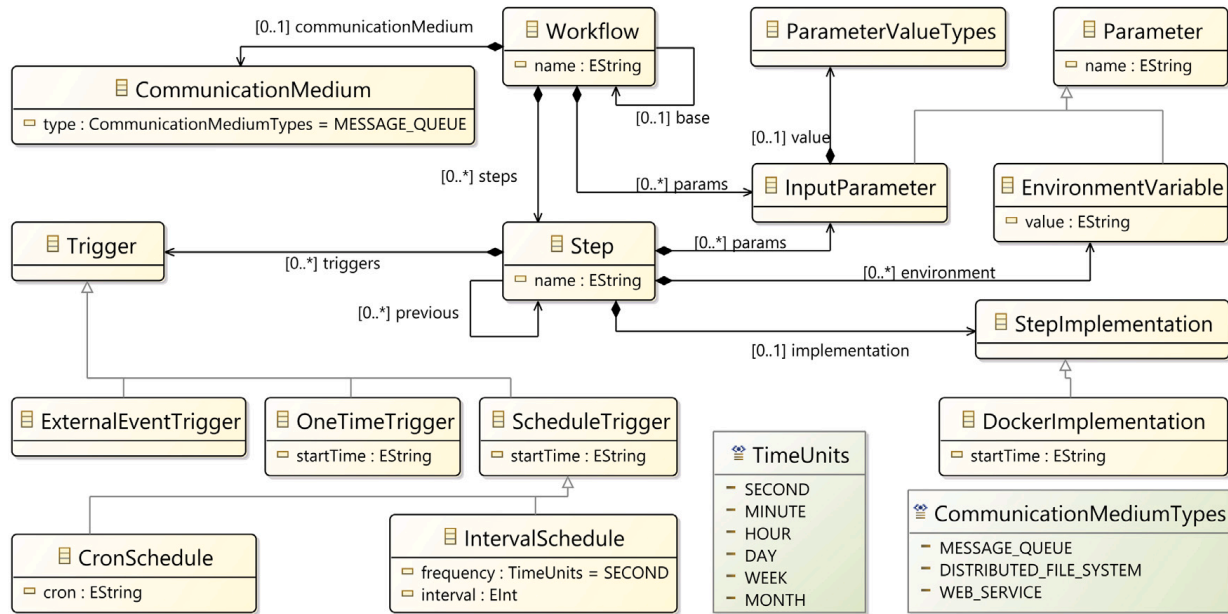 [0..1] communicationMedium
Workflow
name : EString
[0..1] base
ParameterValueTypes
Parameter
name : EString
CommunicationMedium
type : CommunicationMediumTypes = MESSAGE_QUEUE
[0..1] value
[0..*] steps
[0..*] params
InputParameter
EnvironmentVariable
value : EString
Trigger
[0..*] triggers
Step
name : EString
[0..*] params
[0..*] environment
[0..*] previous
[0..1] implementation
StepImplementation
ExternalEventTrigger
OneTimeTrigger
startTime : EString
ScheduleTrigger
startTime : EString
DockerImplementation
startTime : EString
CronSchedule
cron : EString
IntervalSchedule
frequency : TimeUnits = SECOND
interval : EInt
TimeUnits
SECOND
MINUTE
HOUR
DAY
WEEK
MONTH
CommunicationMediumTypes
MESSAGE_QUEUE
DISTRIBUTED_FILE_SYSTEM
WEB_SERVICE